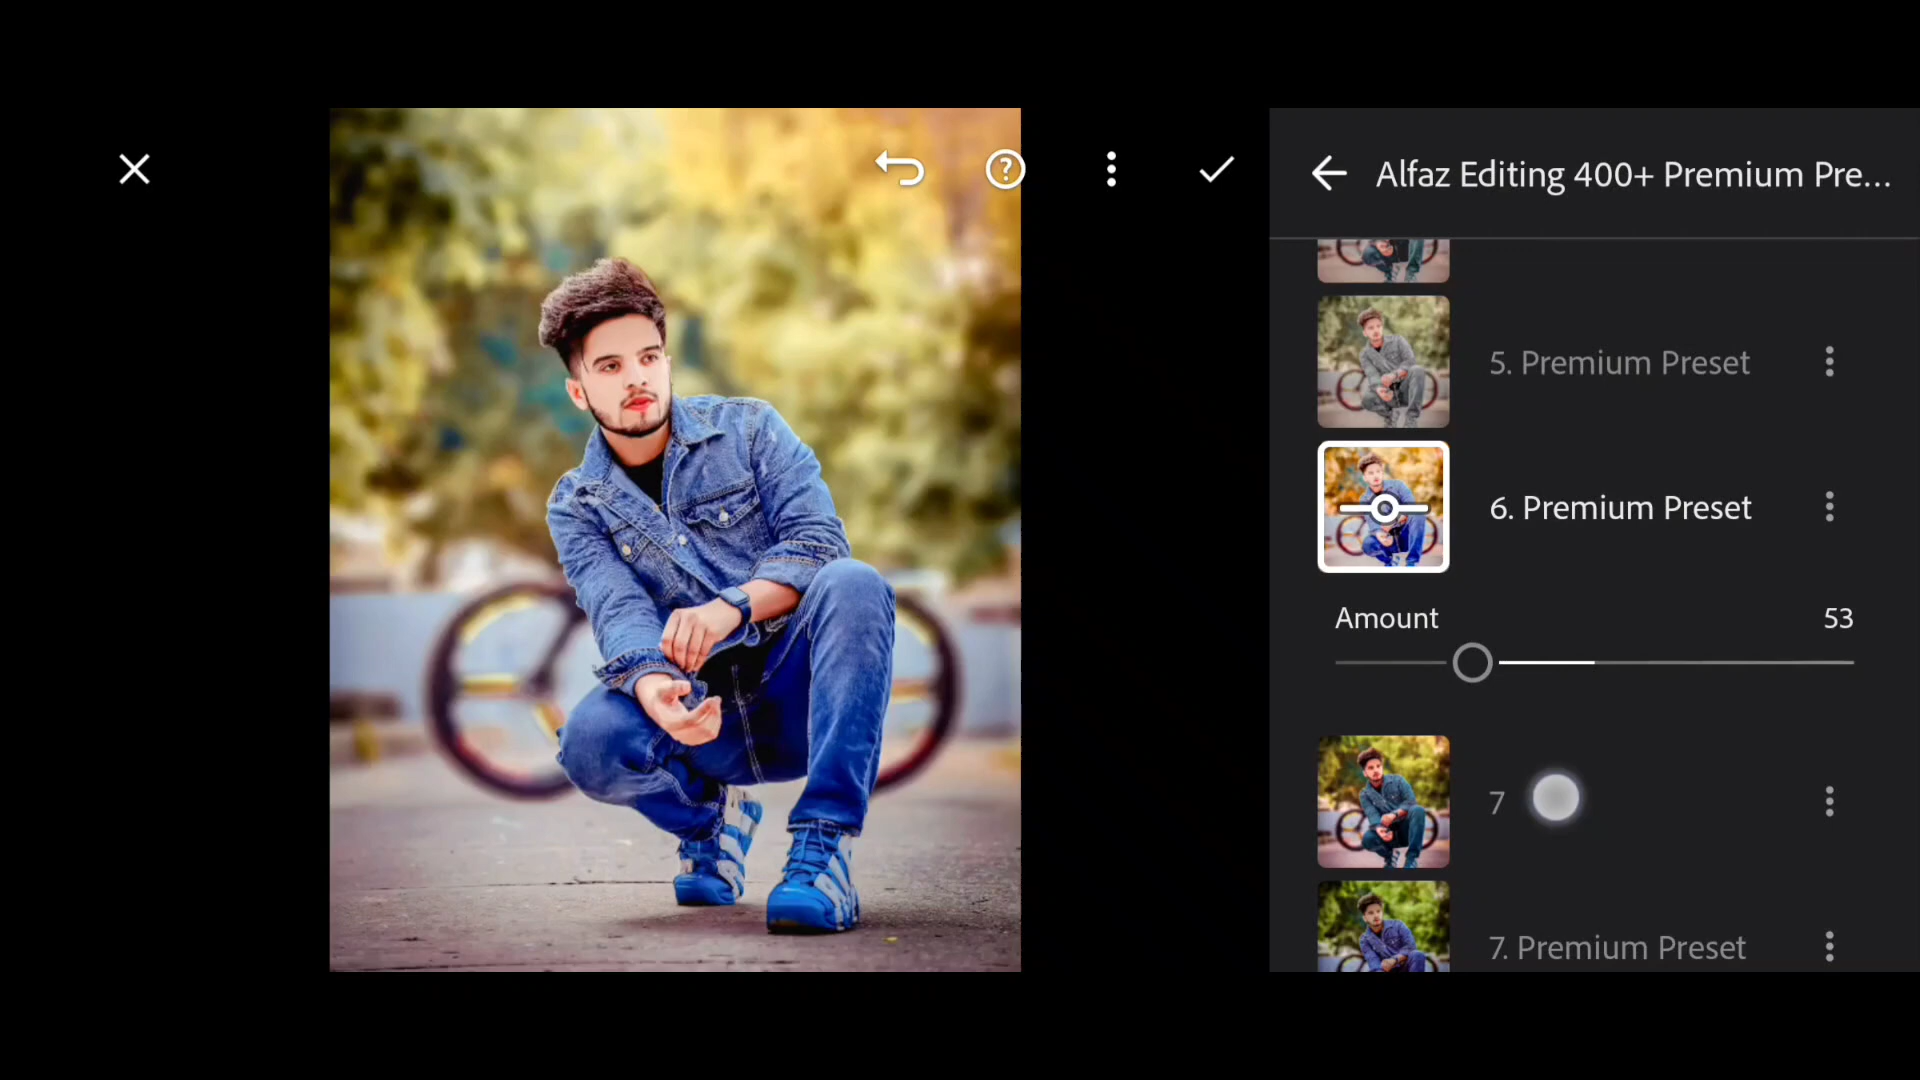 Alfaz Editing 400+ Premium Pre...
5. Premium Preset
6. Premium Preset
Amount 53
7
7. Premium Preset